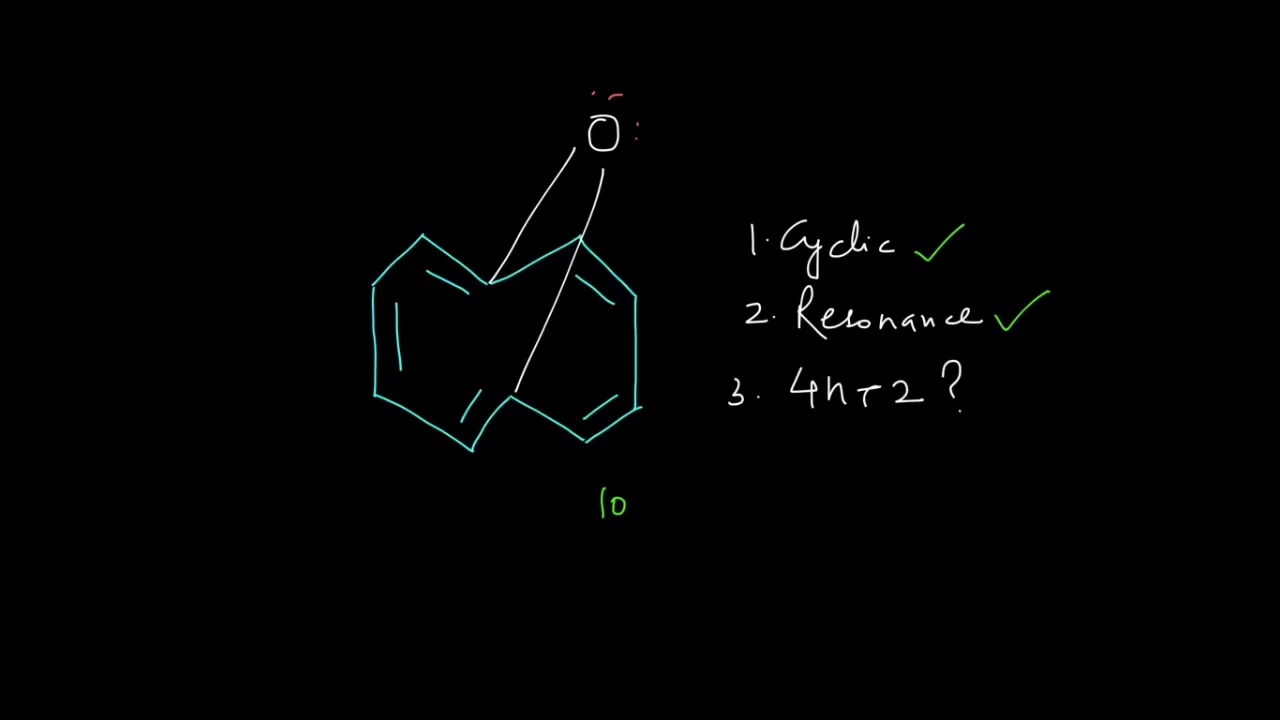 O
1. Cyclic ✓
2. Resonance ✓
3. 4n+2?
10